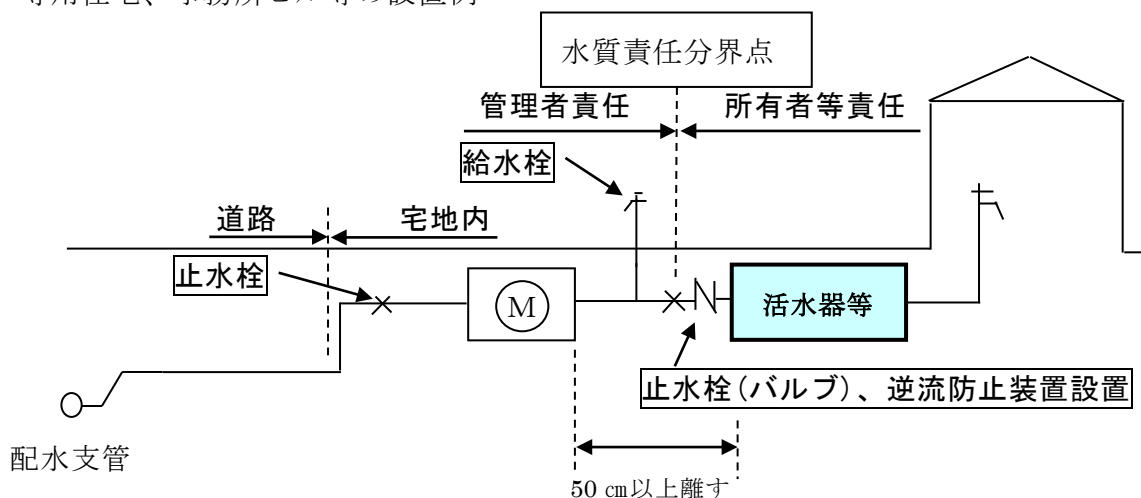 専用住宅、事務所ビル等の設置例
水質責任分界点
管理者責任
所有者等責任
給水栓
道路
宅地内
止水栓
M
活水器等
止水栓(バルブ)、逆流防止装置設置
配水支管
50 ㎝以上離す